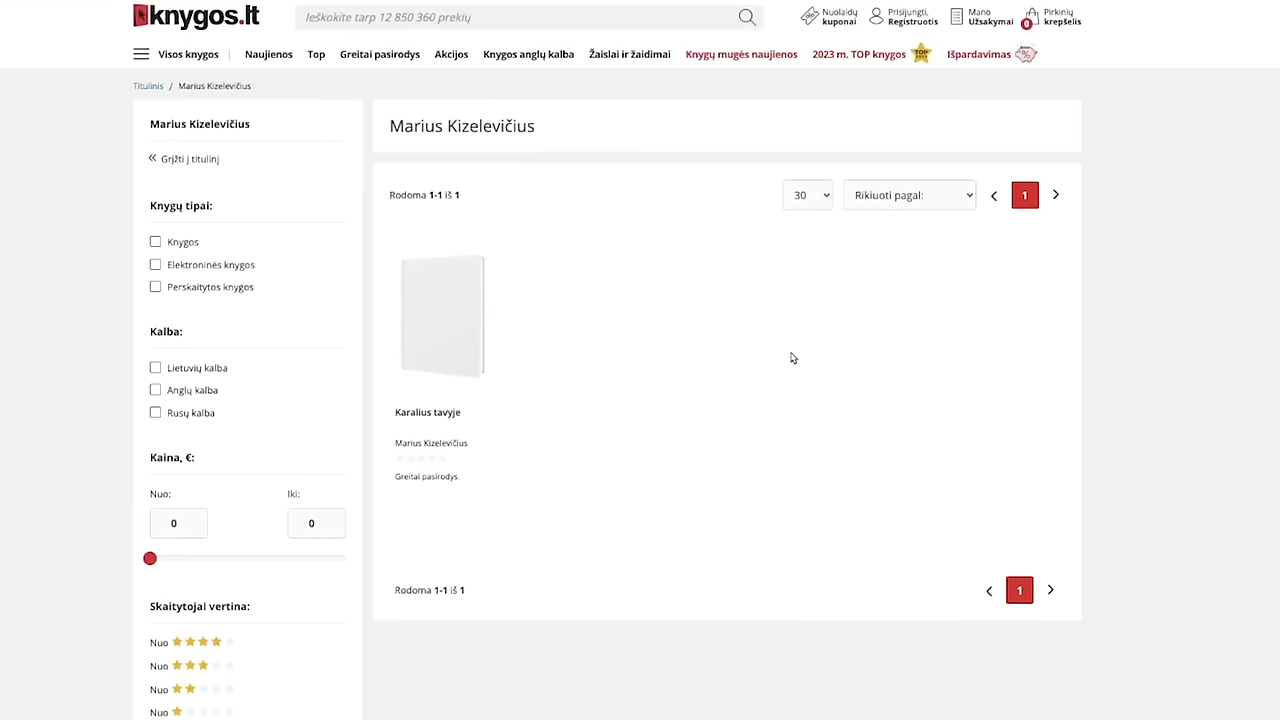 knygos.lt
Ieškokite tarp 12 850 360 prekių
Nuolaidų
kuponai
Prisijungti,
Registruotis
Mano
Užsakymai
0
Pirkinių
krepšelis
Visos knygos
Naujienos
Top
Greitai pasirodys
Akcijos
Knygos anglų kalba
Žaislai ir žaidimai
Knygų mugės naujienos
2023 m. TOP knygos
TOP
Išpardavimas
Titulinis / Marius Kizelevičius
Marius Kizelevičius
Grįžti į titulinį
Knygų tipai:
Knygos
Elektroninės knygos
Perskaitytos knygos
Kalba:
Lietuvių kalba
Anglų kalba
Rusų kalba
Kaina, €:
Nuo:
Iki:
0
0
Skaitytojai vertina:
Nuo
Nuo
Nuo
Nuo
Marius Kizelevičius
Rodoma 1-1 iš 1
30
Rikiuoti pagal:
1
Karalius tavyje
Marius Kizelevičius
Greitai pasirodys.
Rodoma 1-1 iš 1
1